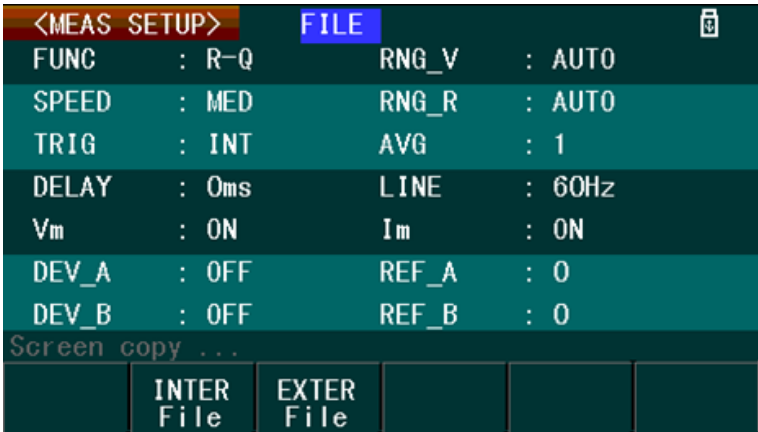 <MEAS SETUP> FILE
FUNC : R-Q RNG_V : AUTO
SPEED : MED RNG_R : AUTO
TRIG : INT AVG : 1
DELAY : 0ms LINE : 60Hz
Vm : ON Im : ON
DEV_A : OFF REF_A : 0
DEV_B : OFF REF_B : 0
Screen copy ...
INTER EXTER
File File